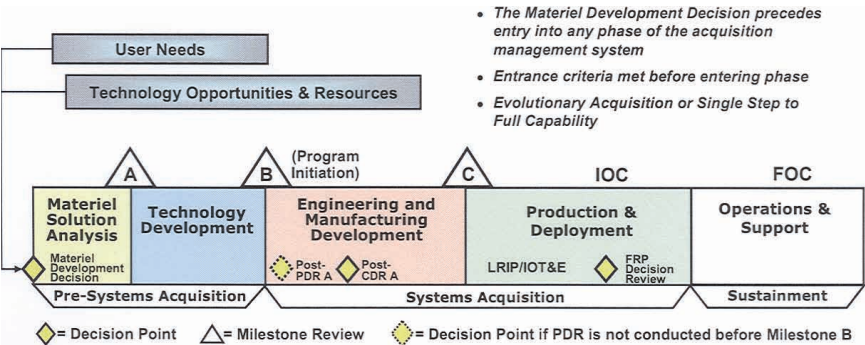 • The Materiel Development Decision precedes
entry into any phase of the acquisition
management system
• Entrance criteria met before entering phase
• Evolutionary Acquisition or Single Step to
Full Capability
User Needs
Technology Opportunities & Resources
A
B
(Program
Initiation)
C
IOC
FOC
Materiel
Solution
Analysis
Technology
Development
Engineering and
Manufacturing
Development
Production &
Deployment
Operations &
Support
Materiel
Development
Decision
Post-
PDR A
Post-
CDR A
LRIP/IOT&E
FRP
Decision
Review
Pre-Systems Acquisition
Systems Acquisition
Sustainment
= Decision Point
= Milestone Review
= Decision Point if PDR is not conducted before Milestone B